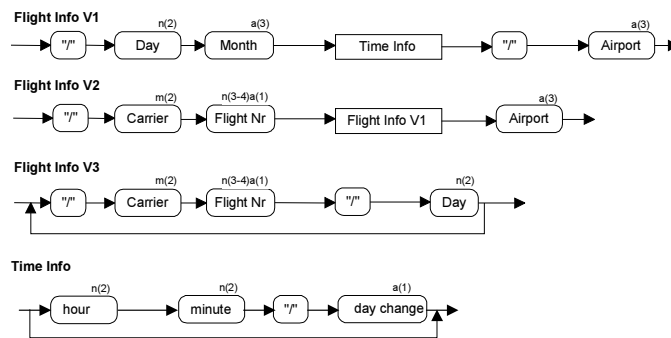 Flight Info V1
n(2) a(3) a(3)
"/" Day Month Time Info "/" Airport
Flight Info V2
m(2) n(3-4)a(1) a(3)
"/" Carrier Flight Nr Flight Info V1 Airport
Flight Info V3
m(2) n(3-4)a(1) n(2)
"/" Carrier Flight Nr "/" Day
Time Info
n(2) n(2) a(1)
hour minute "/" day change